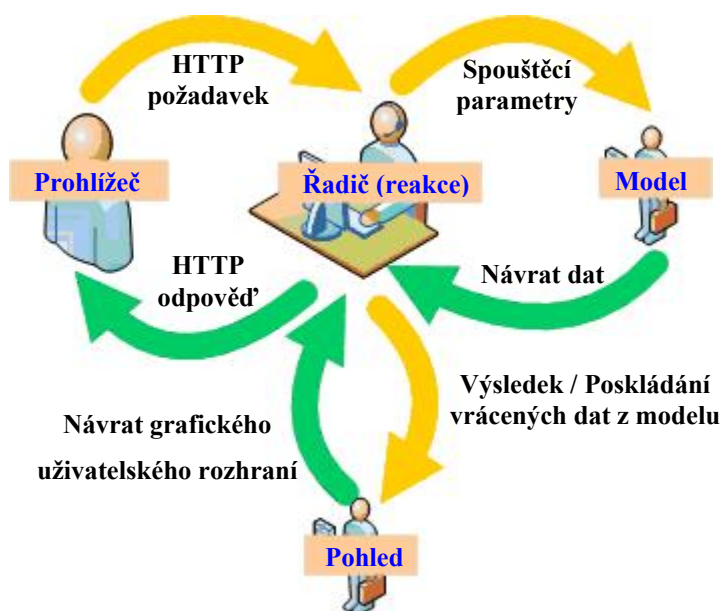 HTTP
požadavek
Spouštěcí
parametry
Prohlížeč
Řadič (reakce)
Model
HTTP
odpověď
Návrat dat
Výsledek / Poskládání
vrácených dat z modelu
Návrat grafického
uživatelského rozhraní
Pohled